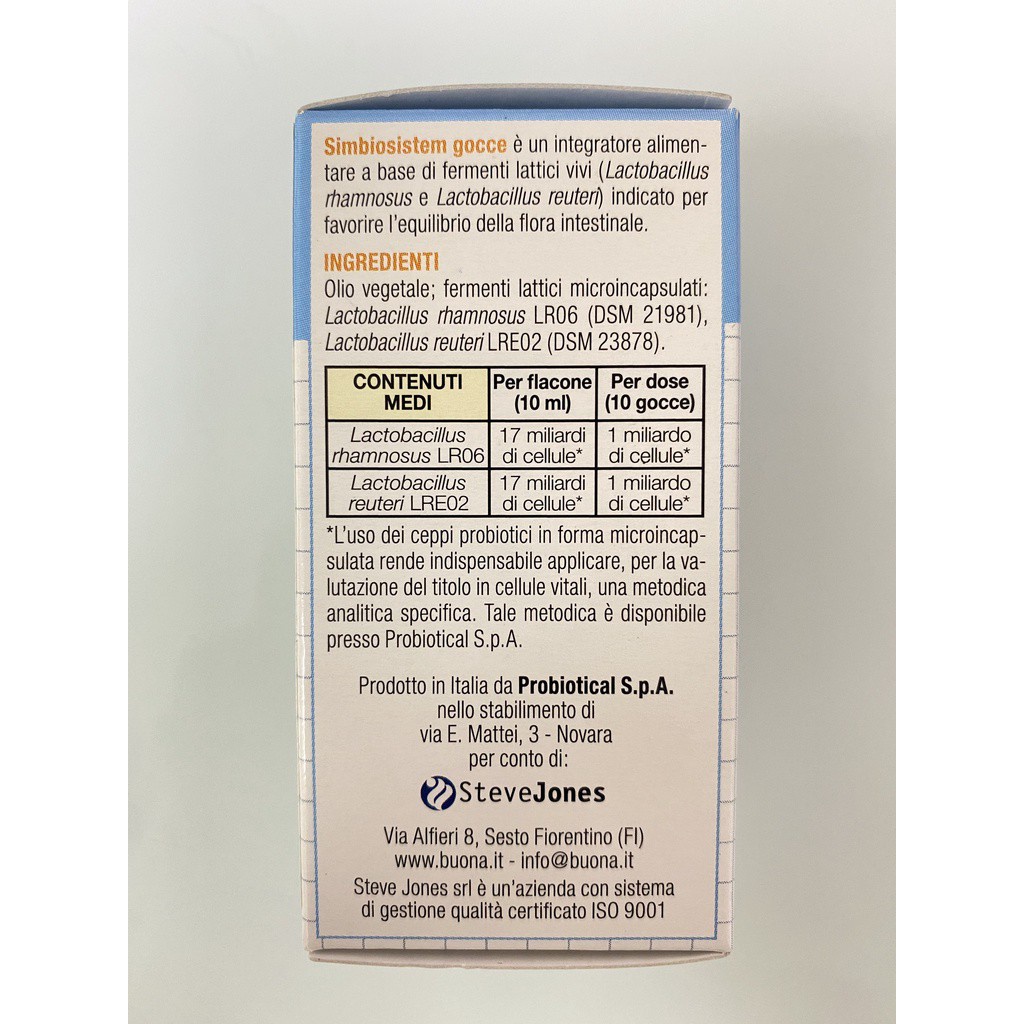 Simbiosistem gocce è un integratore alimen-
tare a base di fermenti lattici vivi (Lactobacillus
rhamnosus e Lactobacillus reuteri) indicato per
favorire l'equilibrio della flora intestinale.
INGREDIENTI
Olio vegetale; fermenti lattici microincapsulati:
Lactobacillus rhamnosus LR06 (DSM 21981),
Lactobacillus reuteri LRE02 (DSM 23878).
CONTENUTI MEDI Per flacone (10 ml) Per dose (10 gocce)
Lactobacillus rhamnosus LR06 17 miliardi di cellule* 1 miliardo di cellule*
Lactobacillus reuteri LRE02 17 miliardi di cellule* 1 miliardo di cellule*
*L'uso dei ceppi probiotici in forma microincap-
sulata rende indispensabile applicare, per la va-
lutazione del titolo in cellule vitali, una metodica
analitica specifica. Tale metodica è disponibile
presso Probiotical S.p.A.
Prodotto in Italia da Probiotical S.p.A.
nello stabilimento di
via E. Mattei, 3 - Novara
per conto di:
SteveJones
Via Alfieri 8, Sesto Fiorentino (FI)
www.buona.it - info@buona.it
Steve Jones srl è un'azienda con sistema
di gestione qualità certificato ISO 9001